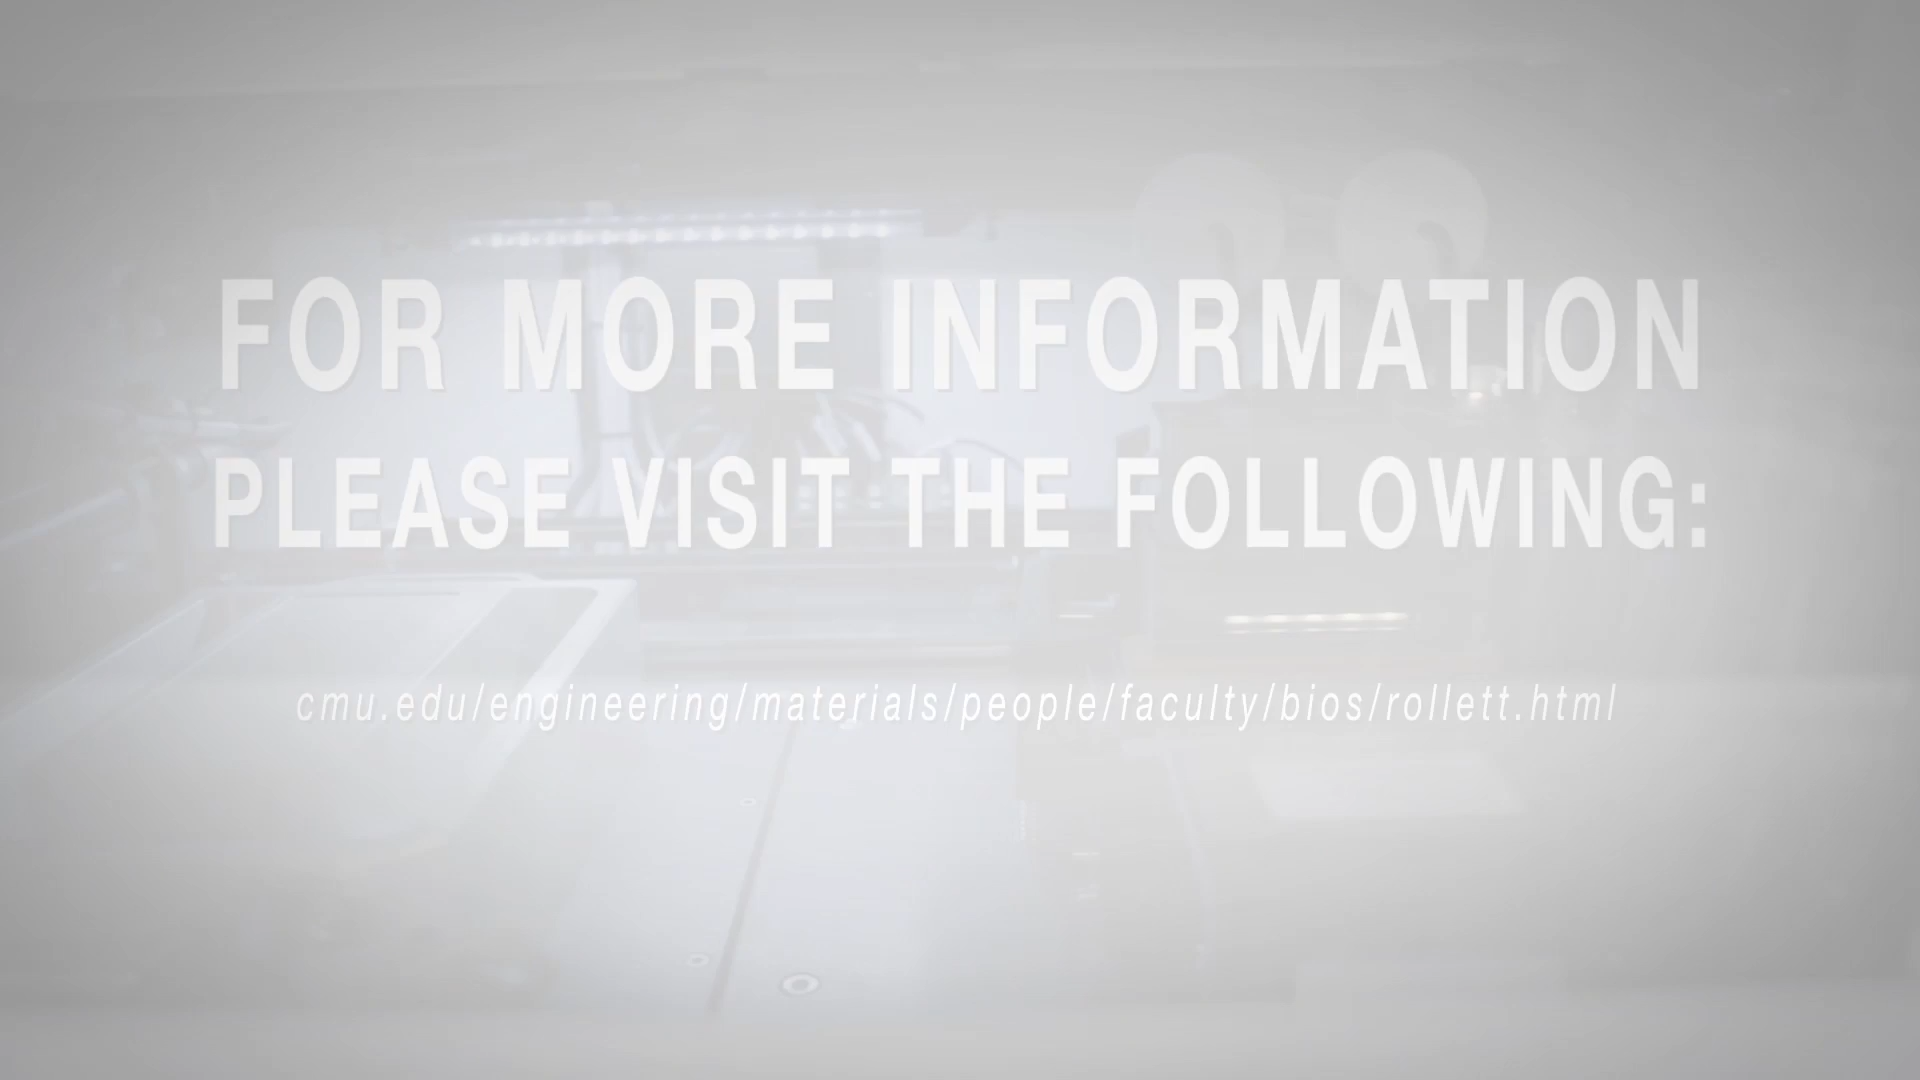 FOR MORE INFORMATION
PLEASE VISIT THE FOLLOWING:
cmu.edu/engineering/materials/people/faculty/bios/rollett.html